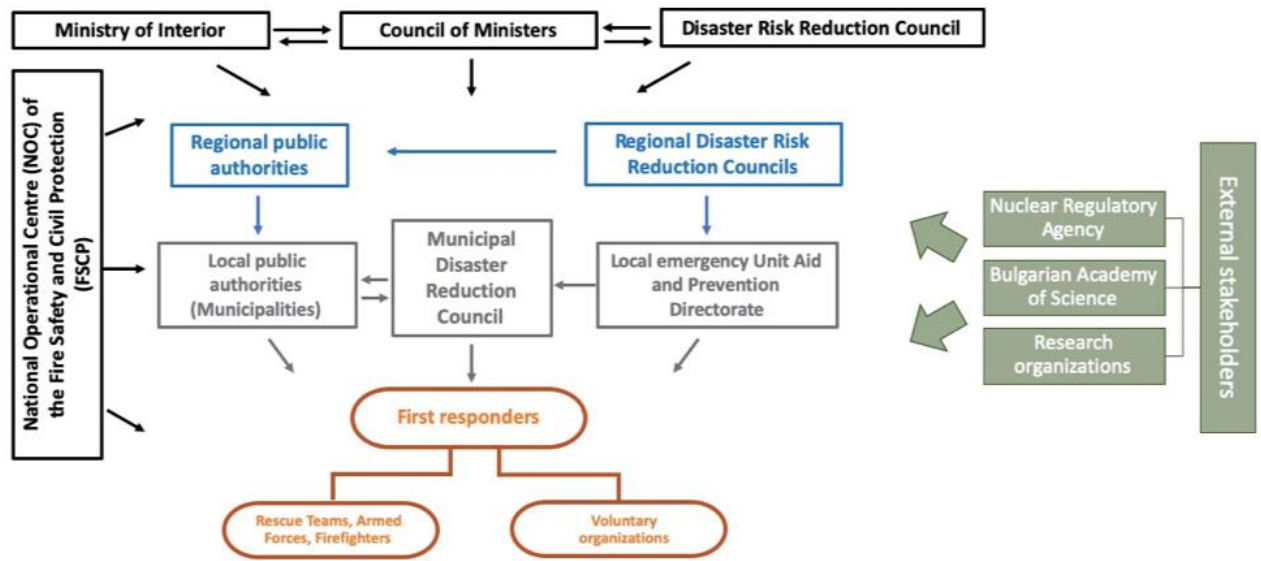 Ministry of Interior
Council of Ministers
Disaster Risk Reduction Council
National Operational Centre (NOC) of
the Fire Safety and Civil Protection
(FSCP)
Regional public
authorities
Regional Disaster Risk
Reduction Councils
Local public
authorities
(Municipalities)
Municipal
Disaster
Reduction
Council
Local emergency Unit Aid
and Prevention
Directorate
First responders
Rescue Teams, Armed
Forces, Firefighters
Voluntary
organizations
Nuclear Regulatory
Agency
Bulgarian Academy
of Science
Research
organizations
External stakeholders